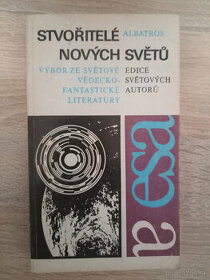 STVOŘITELÉ ALBATROS
NOVÝCH SVĚTŮ
VÝBOR ZE SVĚTOVÉ EDICE
VĚDECKO- SVĚTOVÝCH
FANTASTICKÉ AUTORŮ
LITERATURY
esa
a